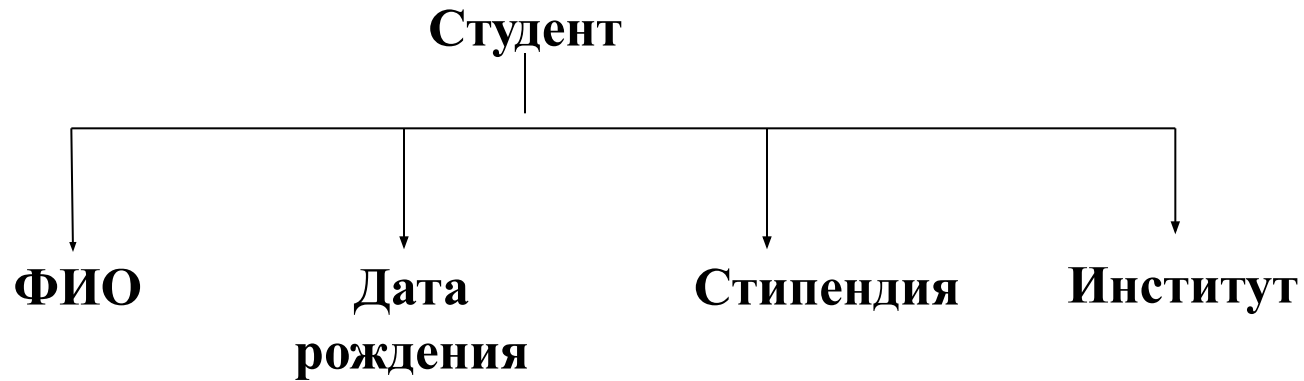 Студент
ФИО
Дата
рождения
Стипендия
Институт